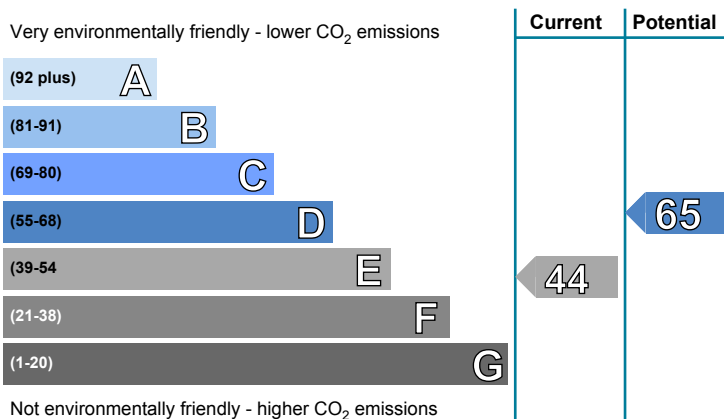 Current Potential
Very environmentally friendly - lower CO2 emissions
(92 plus) A
(81-91) B
(69-80) C
(55-68) D
65
(39-54 E
44
(21-38) F
(1-20) G
Not environmentally friendly - higher CO2 emissions